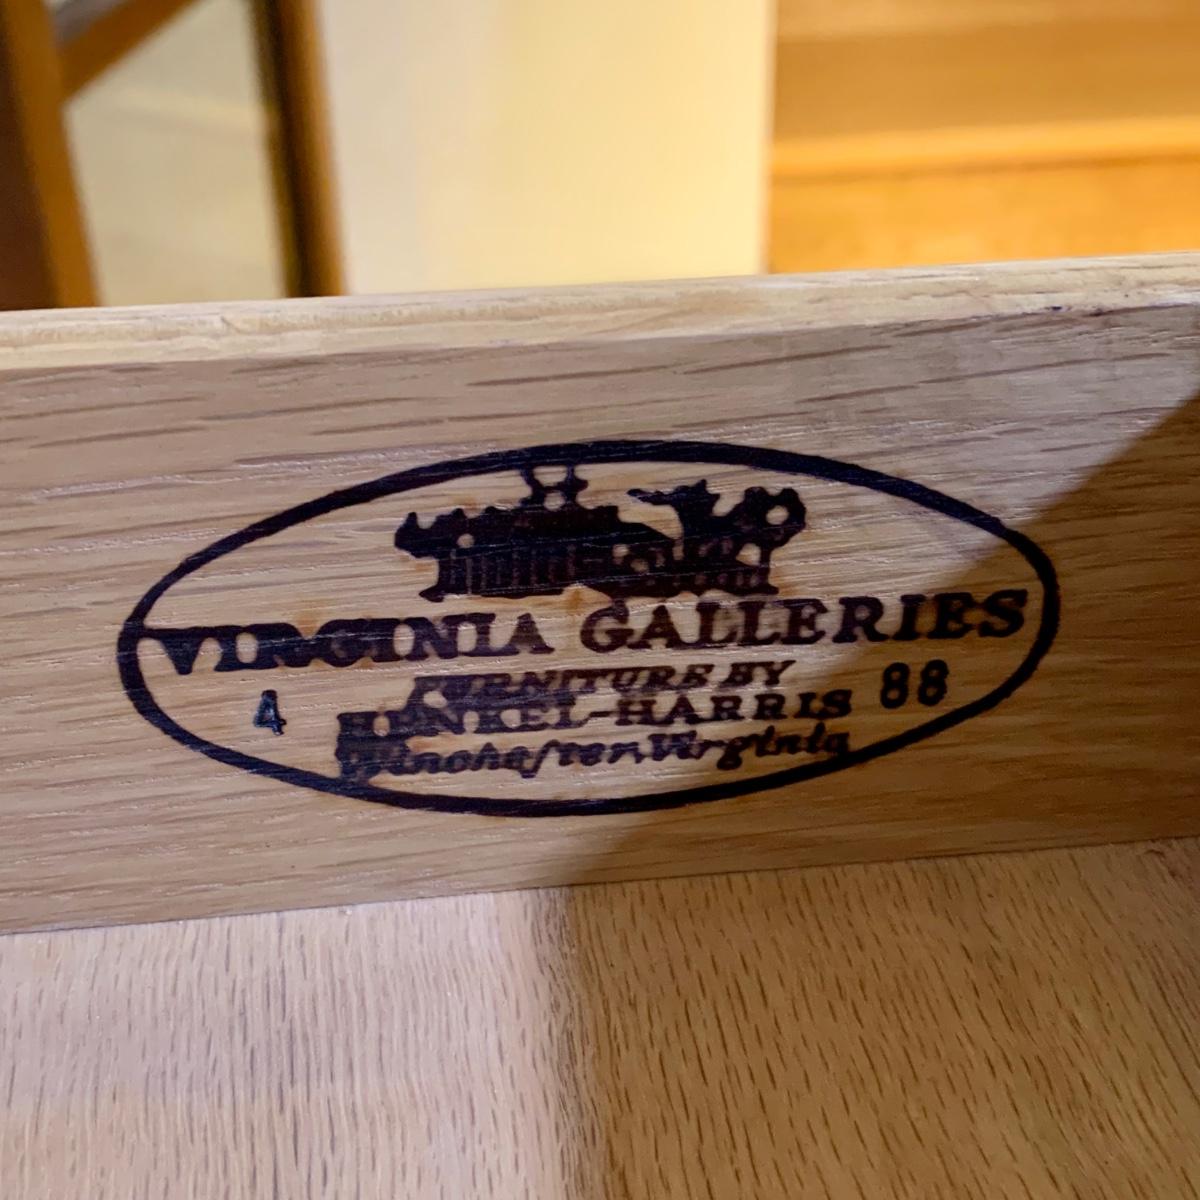 VIRGINIA GALLERIES
FURNITURE BY
4 HENKEL-HARRIS 88
Winchester, Virginia